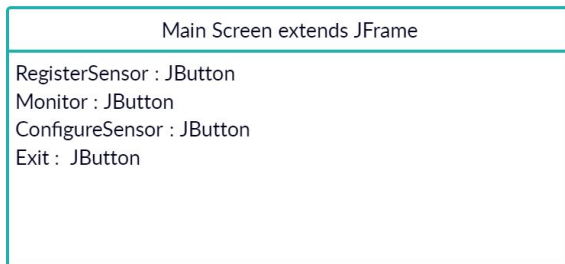 Main Screen extends JFrame
RegisterSensor : JButton
Monitor : JButton
ConfigureSensor : JButton
Exit :  JButton